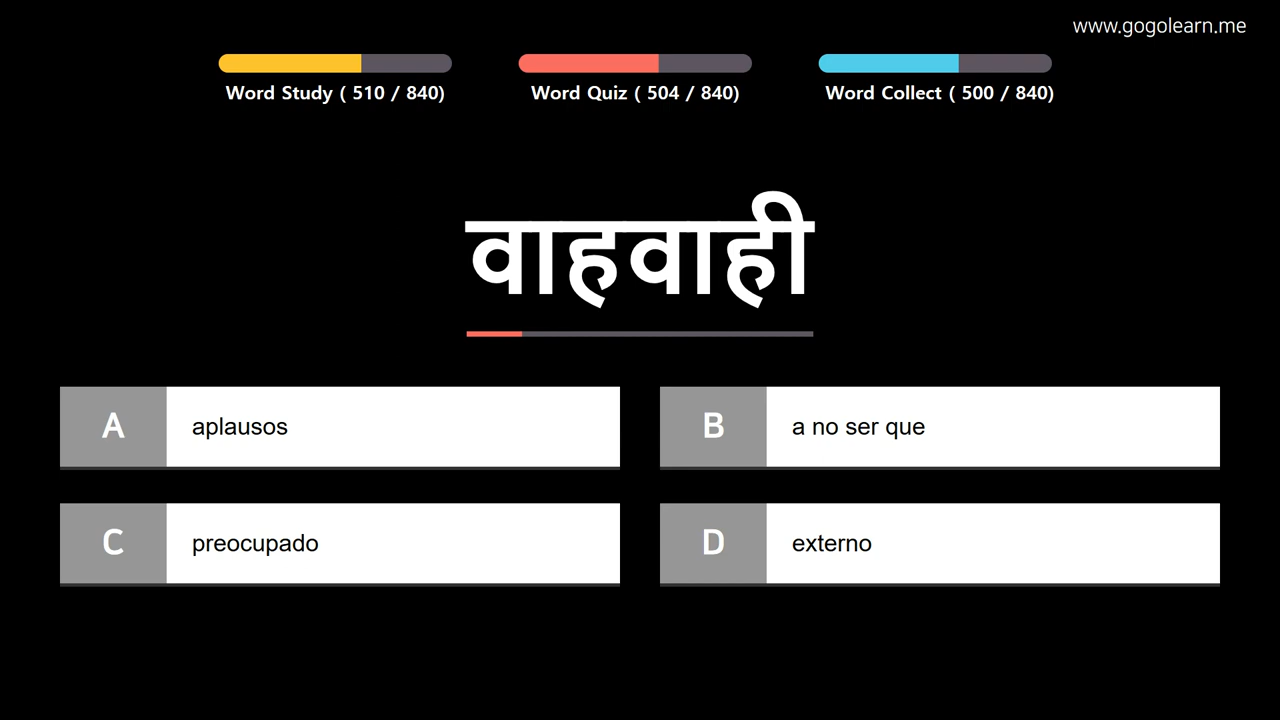 www.gogolearn.me
Word Study ( 510 / 840)
Word Quiz ( 504 / 840)
Word Collect ( 500 / 840)
वाहवाही
A
aplausos
B
a no ser que
C
preocupado
D
externo